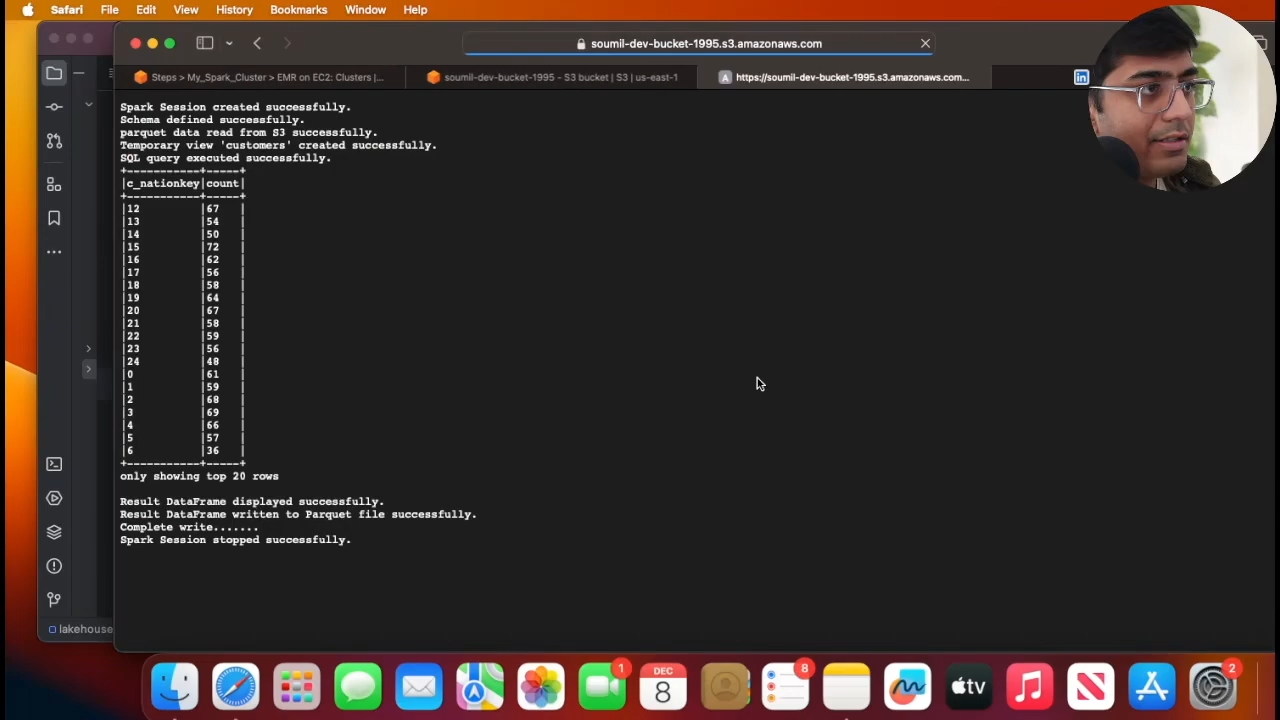 Safari File Edit View History Bookmarks Window Help
soumil-dev-bucket-1995.s3.amazonaws.com
Steps > My_Spark_Cluster > EMR on EC2: Clusters |...
soumil-dev-bucket-1995 - S3 bucket | S3 | us-east-1
A https://soumil-dev-bucket-1995.s3.amazonaws.com...
in
Spark Session created successfully.
Schema defined successfully.
parquet data read from S3 successfully.
Temporary view 'customers' created successfully.
SQL query executed successfully.
+-----------+-----+
|c_nationkey|count|
+-----------+-----+
|12 |67 |
|13 |54 |
|14 |50 |
|15 |72 |
|16 |62 |
|17 |56 |
|18 |58 |
|19 |64 |
|20 |67 |
|21 |58 |
|22 |59 |
|23 |56 |
|24 |48 |
|0 |61 |
|1 |59 |
|2 |68 |
|3 |69 |
|4 |66 |
|5 |57 |
|6 |36 |
+-----------+-----+
only showing top 20 rows
Result DataFrame displayed successfully.
Result DataFrame written to Parquet file successfully.
Complete write.......
Spark Session stopped successfully.
lakehouse
1
DEC
8
8
tv
2